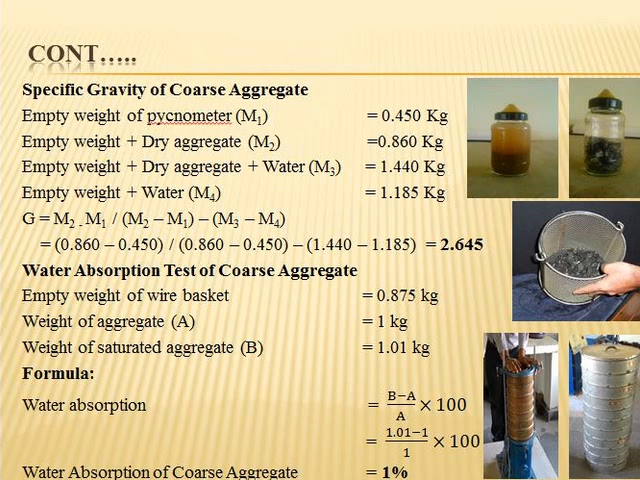 CONT…..
Specific Gravity of Coarse Aggregate
Empty weight of pycnometer (M₁) = 0.450 Kg
Empty weight + Dry aggregate (M₂) =0.860 Kg
Empty weight + Dry aggregate + Water (M₃) = 1.440 Kg
Empty weight + Water (M₄) = 1.185 Kg
G = M₂ - M₁ / (M₂ – M₁) – (M₃ – M₄)
= (0.860 – 0.450) / (0.860 – 0.450) – (1.440 – 1.185) = 2.645
Water Absorption Test of Coarse Aggregate
Empty weight of wire basket = 0.875 kg
Weight of aggregate (A) = 1 kg
Weight of saturated aggregate (B) = 1.01 kg
Formula:
Water absorption = B−A / A × 100
= 1.01−1 / 1 × 100
Water Absorption of Coarse Aggregate = 1%